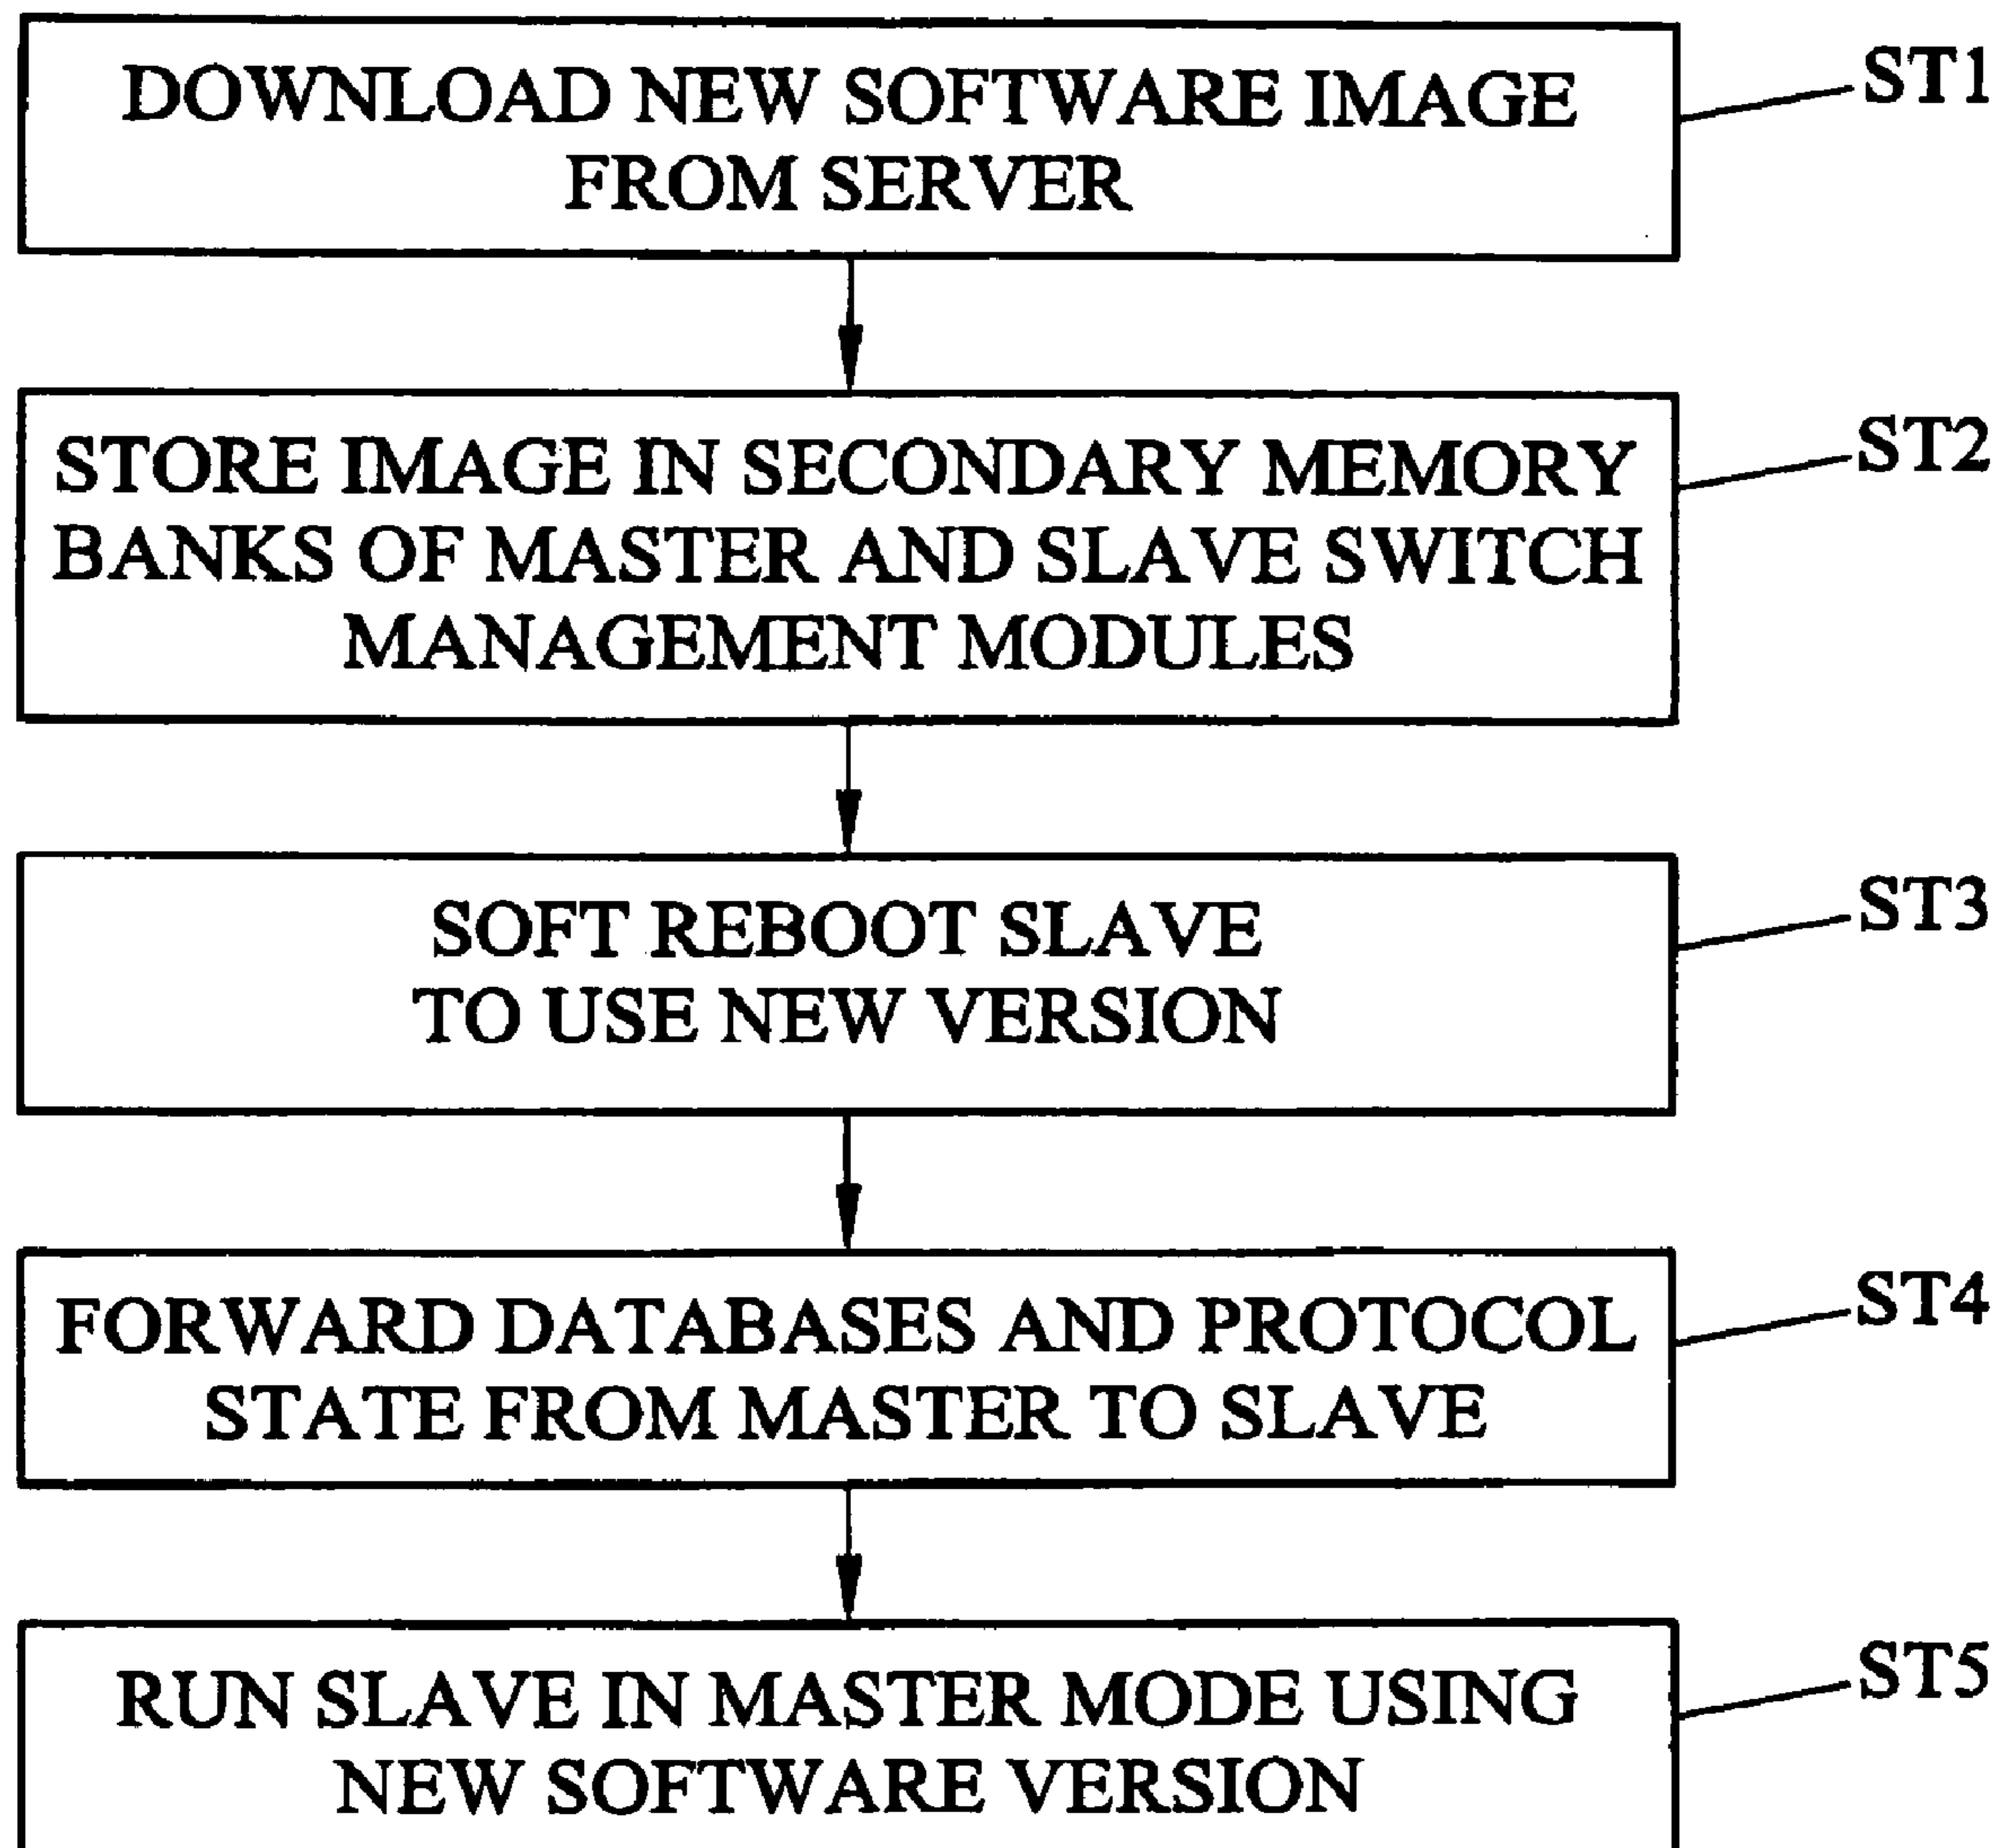 DOWNLOAD NEW SOFTWARE IMAGE
FROM SERVER
ST1
STORE IMAGE IN SECONDARY MEMORY
BANKS OF MASTER AND SLAVE SWITCH
MANAGEMENT MODULES
ST2
SOFT REBOOT SLAVE
TO USE NEW VERSION
ST3
FORWARD DATABASES AND PROTOCOL
STATE FROM MASTER TO SLAVE
ST4
RUN SLAVE IN MASTER MODE USING
NEW SOFTWARE VERSION
ST5